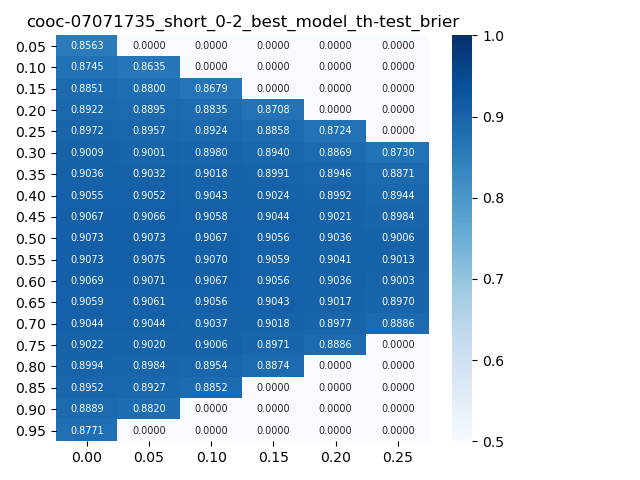 cooc-07071735_short_0-2_best_model_th-test_brier
0.05 0.8563 0.0000 0.0000 0.0000 0.0000 0.0000
0.10 0.8745 0.8635 0.0000 0.0000 0.0000 0.0000
0.15 0.8851 0.8800 0.8679 0.0000 0.0000 0.0000
0.20 0.8922 0.8895 0.8835 0.8708 0.0000 0.0000
0.25 0.8972 0.8957 0.8924 0.8858 0.8724 0.0000
0.30 0.9009 0.9001 0.8980 0.8940 0.8869 0.8730
0.35 0.9036 0.9032 0.9018 0.8991 0.8946 0.8871
0.40 0.9055 0.9052 0.9043 0.9024 0.8992 0.8944
0.45 0.9067 0.9066 0.9058 0.9044 0.9021 0.8984
0.50 0.9073 0.9073 0.9067 0.9056 0.9036 0.9006
0.55 0.9073 0.9075 0.9070 0.9059 0.9041 0.9013
0.60 0.9069 0.9071 0.9067 0.9056 0.9036 0.9003
0.65 0.9059 0.9061 0.9056 0.9043 0.9017 0.8970
0.70 0.9044 0.9044 0.9037 0.9018 0.8977 0.8886
0.75 0.9022 0.9020 0.9006 0.8971 0.8886 0.0000
0.80 0.8994 0.8984 0.8954 0.8874 0.0000 0.0000
0.85 0.8952 0.8927 0.8852 0.0000 0.0000 0.0000
0.90 0.8889 0.8820 0.0000 0.0000 0.0000 0.0000
0.95 0.8771 0.0000 0.0000 0.0000 0.0000 0.0000
0.00 0.05 0.10 0.15 0.20 0.25
1.0
0.9
0.8
0.7
0.6
0.5